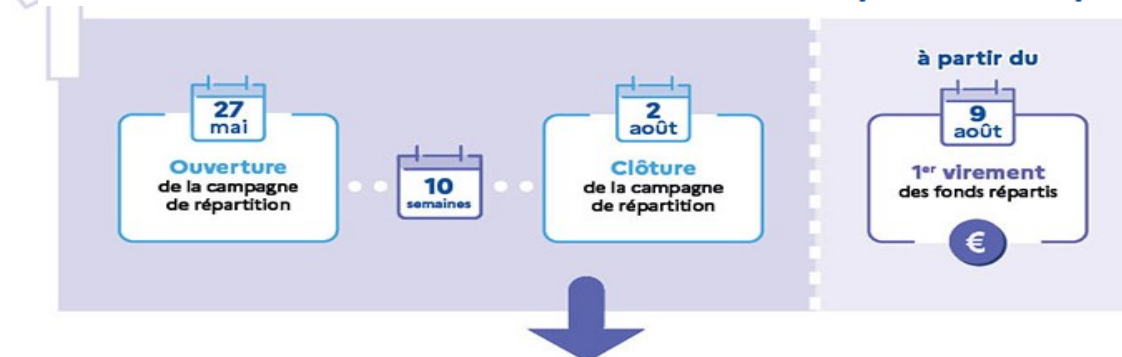 27
mai
Ouverture
de la campagne
de répartition
10
semaines
2
août
Clôture
de la campagne
de répartition
à partir du
9
août
1er virement
des fonds répartis
€